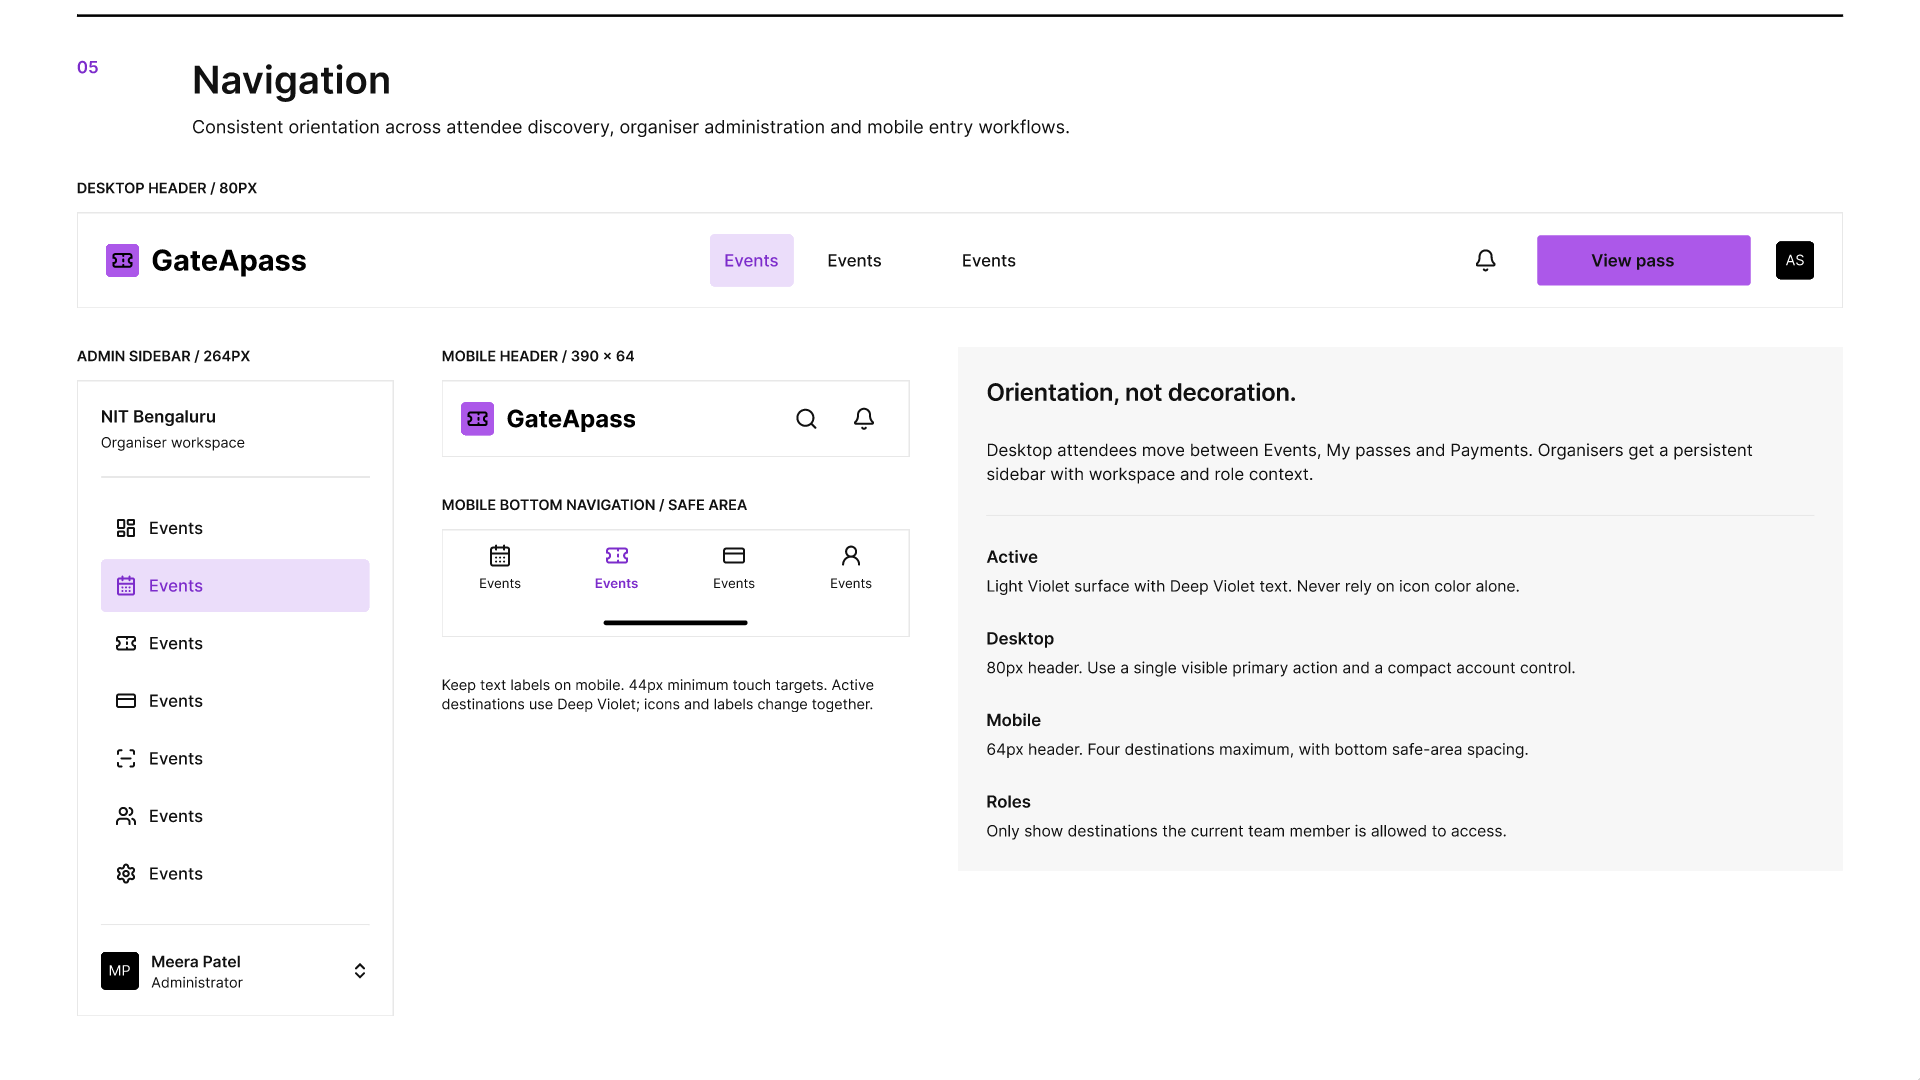 05
Navigation
Consistent orientation across attendee discovery, organiser administration and mobile entry workflows.
DESKTOP HEADER / 80PX
GateApass
Events
Events
Events
View pass
AS
ADMIN SIDEBAR / 264PX
NIT Bengaluru
Organiser workspace
Events
Events
Events
Events
Events
Events
Events
MP
Meera Patel
Administrator
MOBILE HEADER / 390 × 64
GateApass
MOBILE BOTTOM NAVIGATION / SAFE AREA
Events
Events
Events
Events
Keep text labels on mobile. 44px minimum touch targets. Active
destinations use Deep Violet; icons and labels change together.
Orientation, not decoration.
Desktop attendees move between Events, My passes and Payments. Organisers get a persistent
sidebar with workspace and role context.
Active
Light Violet surface with Deep Violet text. Never rely on icon color alone.
Desktop
80px header. Use a single visible primary action and a compact account control.
Mobile
64px header. Four destinations maximum, with bottom safe-area spacing.
Roles
Only show destinations the current team member is allowed to access.